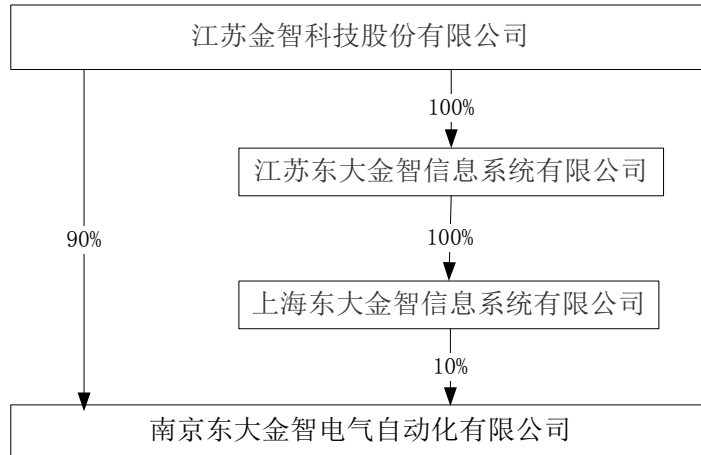 江苏金智科技股份有限公司
100%
江苏东大金智信息系统有限公司
90%
100%
上海东大金智信息系统有限公司
10%
南京东大金智电气自动化有限公司